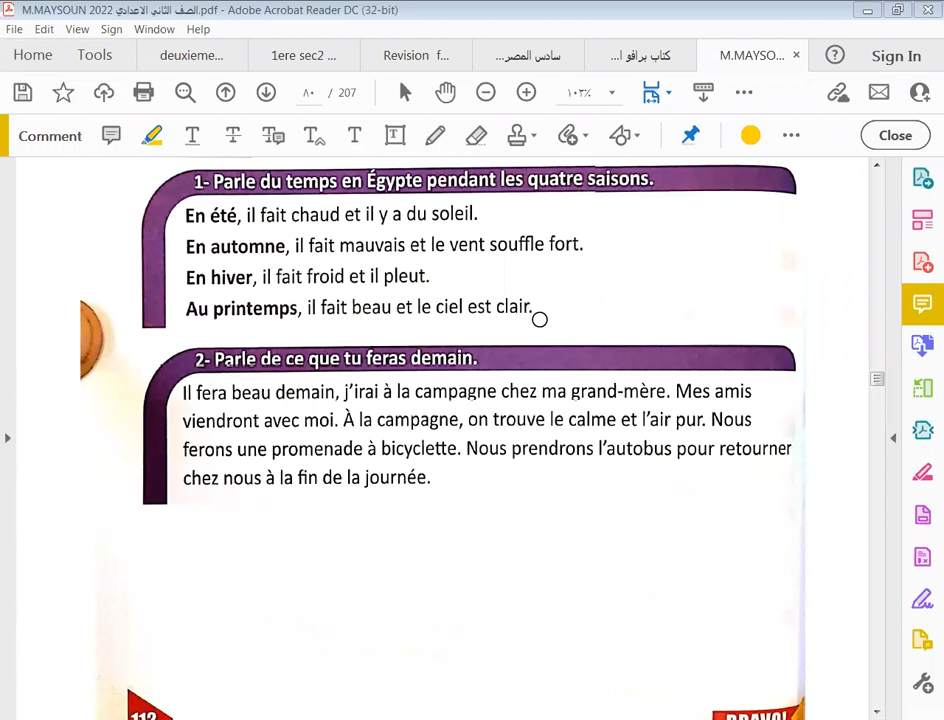 M.MAYSOUN 2022 الصف الثاني الاعدادي.pdf - Adobe Acrobat Reader DC (32-bit)
File Edit View Sign Window Help
Home Tools deuxieme... 1ere sec2 ... Revision f... سادس المصر... كتاب برافو ا... M.MAYSO... × Sign In
٨٠ / 207 ١٠٣٪
Comment Close
1- Parle du temps en Égypte pendant les quatre saisons.
En été, il fait chaud et il y a du soleil.
En automne, il fait mauvais et le vent souffle fort.
En hiver, il fait froid et il pleut.
Au printemps, il fait beau et le ciel est clair.
2- Parle de ce que tu feras demain.
Il fera beau demain, j'irai à la campagne chez ma grand-mère. Mes amis
viendront avec moi. À la campagne, on trouve le calme et l'air pur. Nous
ferons une promenade à bicyclette. Nous prendrons l'autobus pour retourner
chez nous à la fin de la journée.
112 BRAVO!